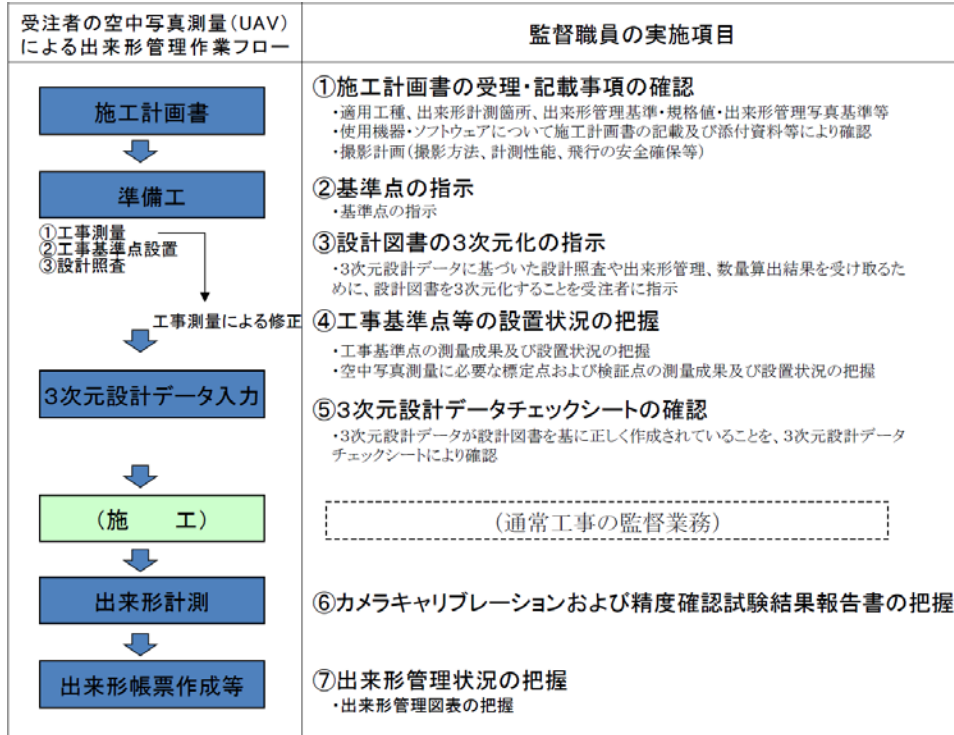 受注者の空中写真測量(UAV)
による出来形管理作業フロー
監督職員の実施項目
施工計画書
①施工計画書の受理・記載事項の確認
・適用工種、出来形計測箇所、出来形管理基準・規格値・出来形管理写真基準等
・使用機器・ソフトウェアについて施工計画書の記載及び添付資料等により確認
・撮影計画(撮影方法、計測性能、飛行の安全確保等)
準備工
②基準点の指示
・基準点の指示
①工事測量
②工事基準点設置
③設計照査
工事測量による修正
③設計図書の3次元化の指示
・3次元設計データに基づいた設計照査や出来形管理、数量算出結果を受け取るた
めに、設計図書を3次元化することを受注者に指示
④工事基準点等の設置状況の把握
・工事基準点の測量成果及び設置状況の把握
・空中写真測量に必要な標定点および検証点の測量成果及び設置状況の把握
3次元設計データ入力
⑤3次元設計データチェックシートの確認
・3次元設計データが設計図書を基に正しく作成されていることを、3次元設計データ
チェックシートにより確認
(施 工)
(通常工事の監督業務)
出来形計測
⑥カメラキャリブレーションおよび精度確認試験結果報告書の把握
出来形帳票作成等
⑦出来形管理状況の把握
・出来形管理図表の把握